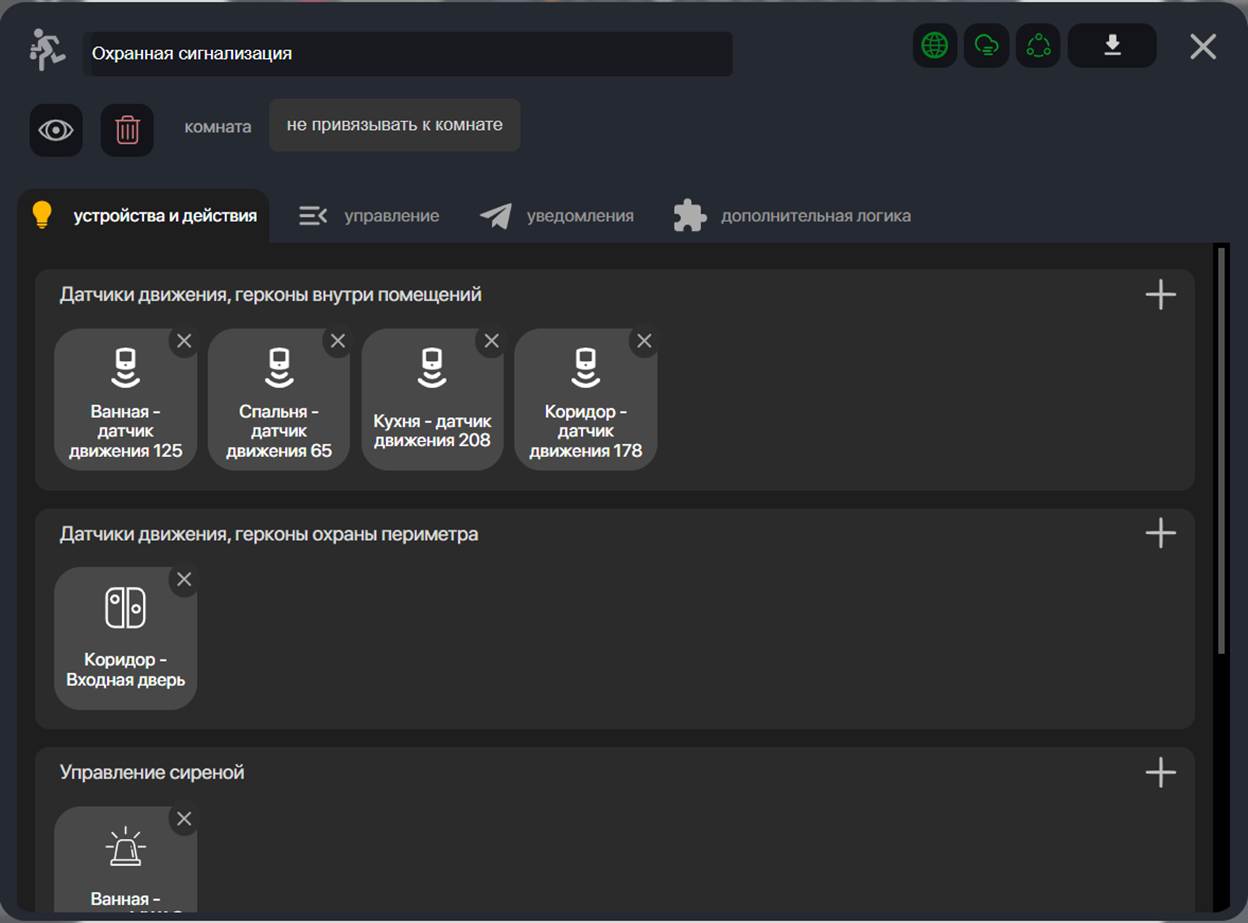 Охранная сигнализация
комната
не привязывать к комнате
устройства и действия
управление
уведомления
дополнительная логика
Датчики движения, герконы внутри помещений
Ванная -
датчик
движения 125
Спальня -
датчик
движения 65
Кухня - датчик
движения 208
Коридор -
датчик
движения 178
Датчики движения, герконы охраны периметра
Коридор -
Входная дверь
Управление сиреной
Ванная -